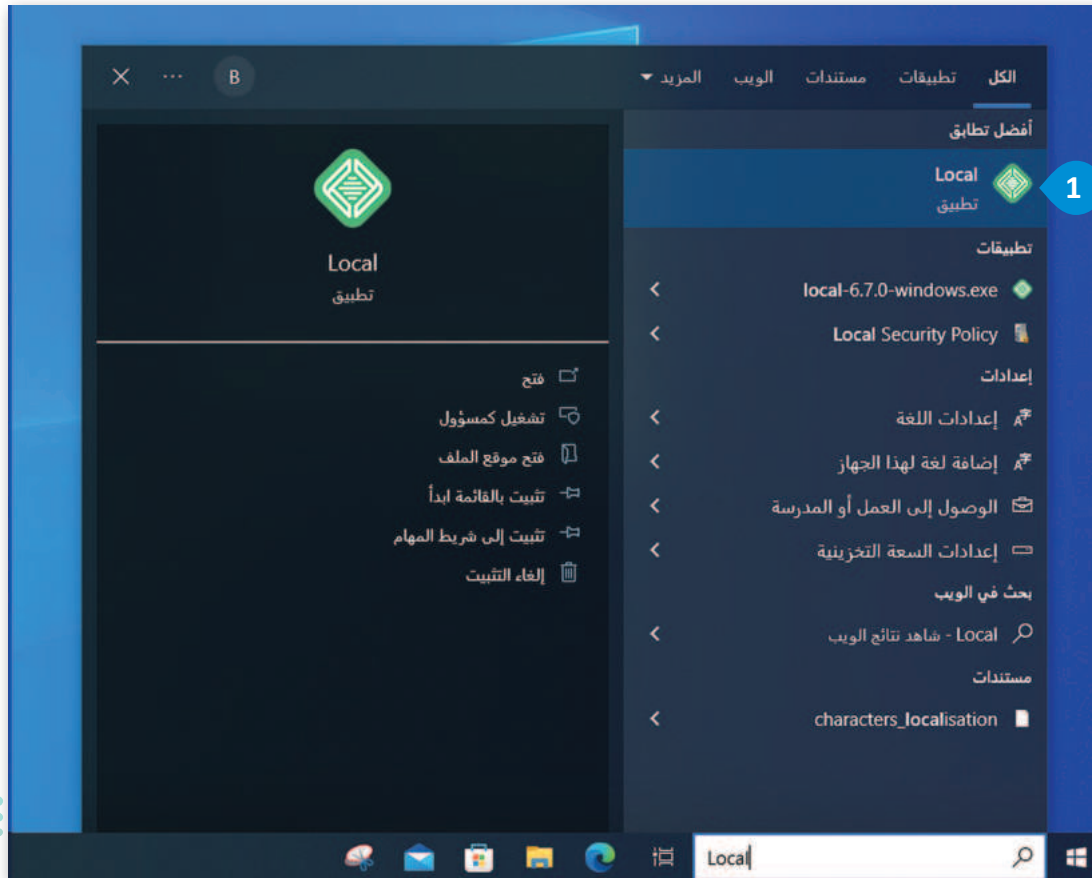 الكل تطبيقات مستندات الويب المزيد
B
أفضل تطابق
Local
تطبيق
1
تطبيقات
local-6.7.0-windows.exe
Local Security Policy
إعدادات
إعدادات اللغة
إضافة لغة لهذا الجهاز
الوصول إلى العمل أو المدرسة
إعدادات السعة التخزينية
بحث في الويب
Local - شاهد نتائج الويب
مستندات
characters_localisation
Local
تطبيق
فتح
تشغيل كمسؤول
فتح موقع الملف
تثبيت بالقائمة ابدأ
تثبيت إلى شريط المهام
إلغاء التثبيت
Local